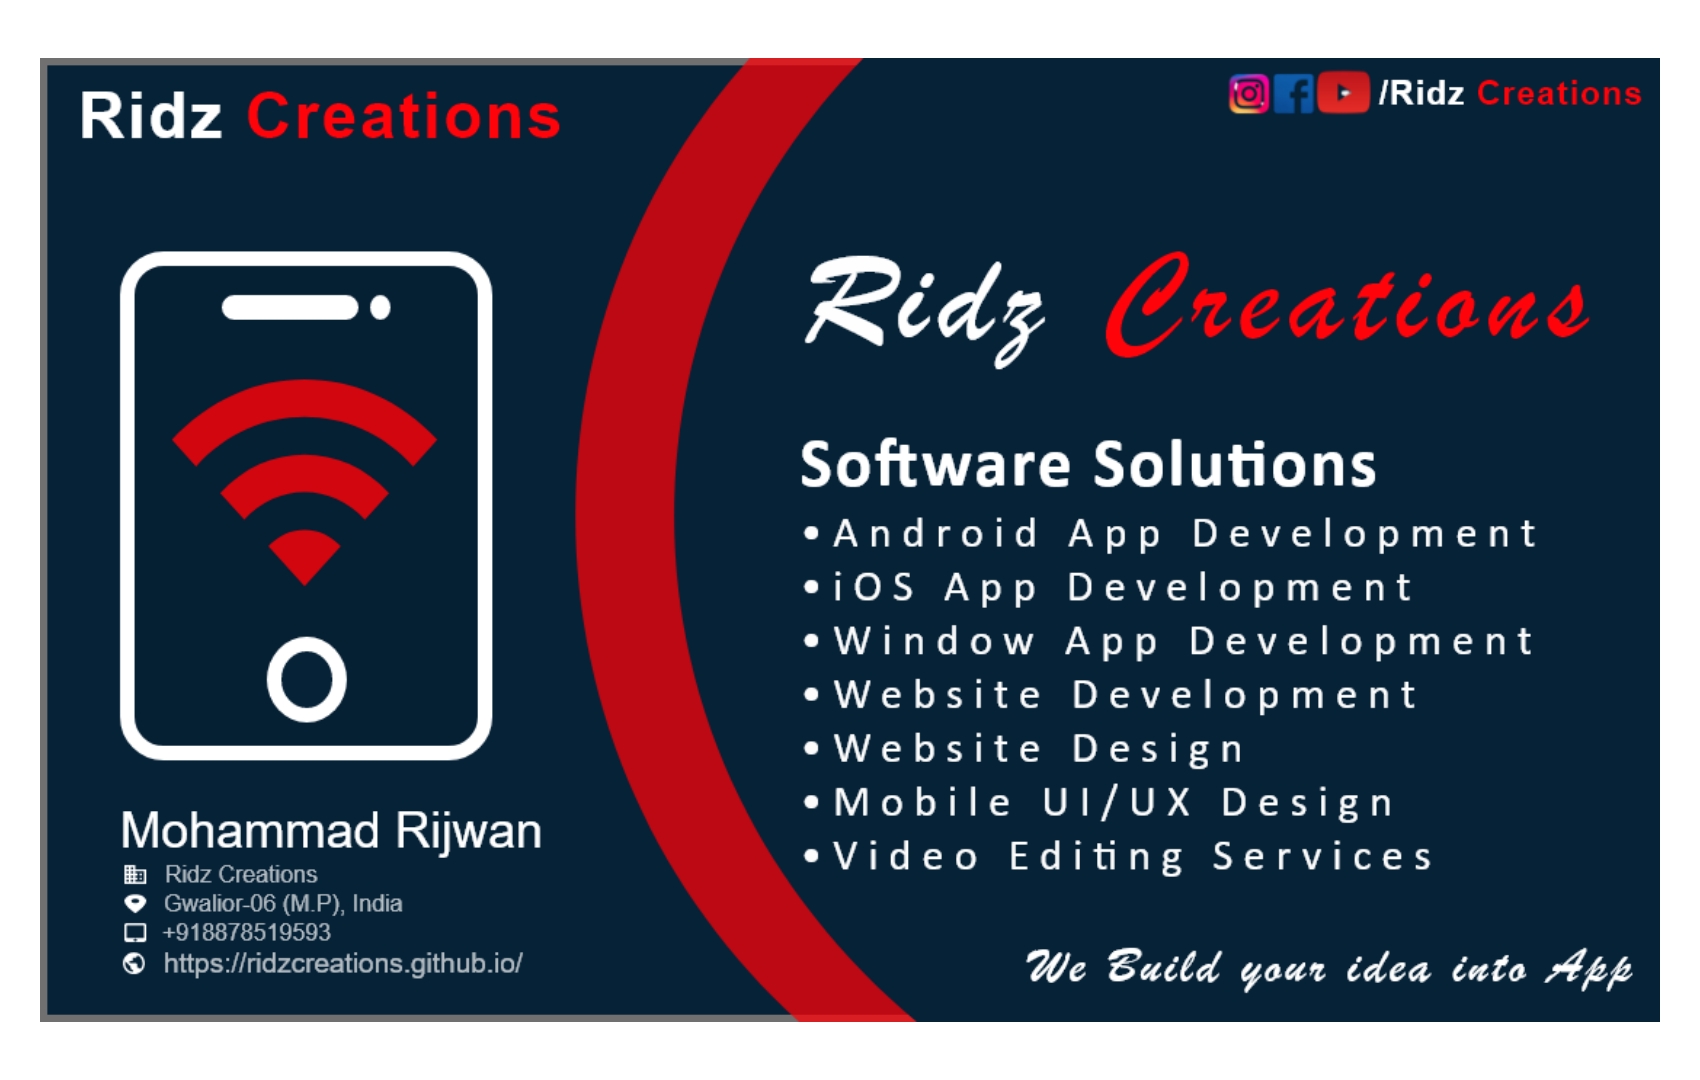 Ridz Creations
Mohammad Rijwan
Ridz Creations
Gwalior-06 (M.P), India
+918878519593
https://ridzcreations.github.io/
/Ridz Creations
Ridz Creations
Software Solutions
• Android App Development
• iOS App Development
• Window App Development
• Website Development
• Website Design
• Mobile UI/UX Design
• Video Editing Services
We Build your idea into App